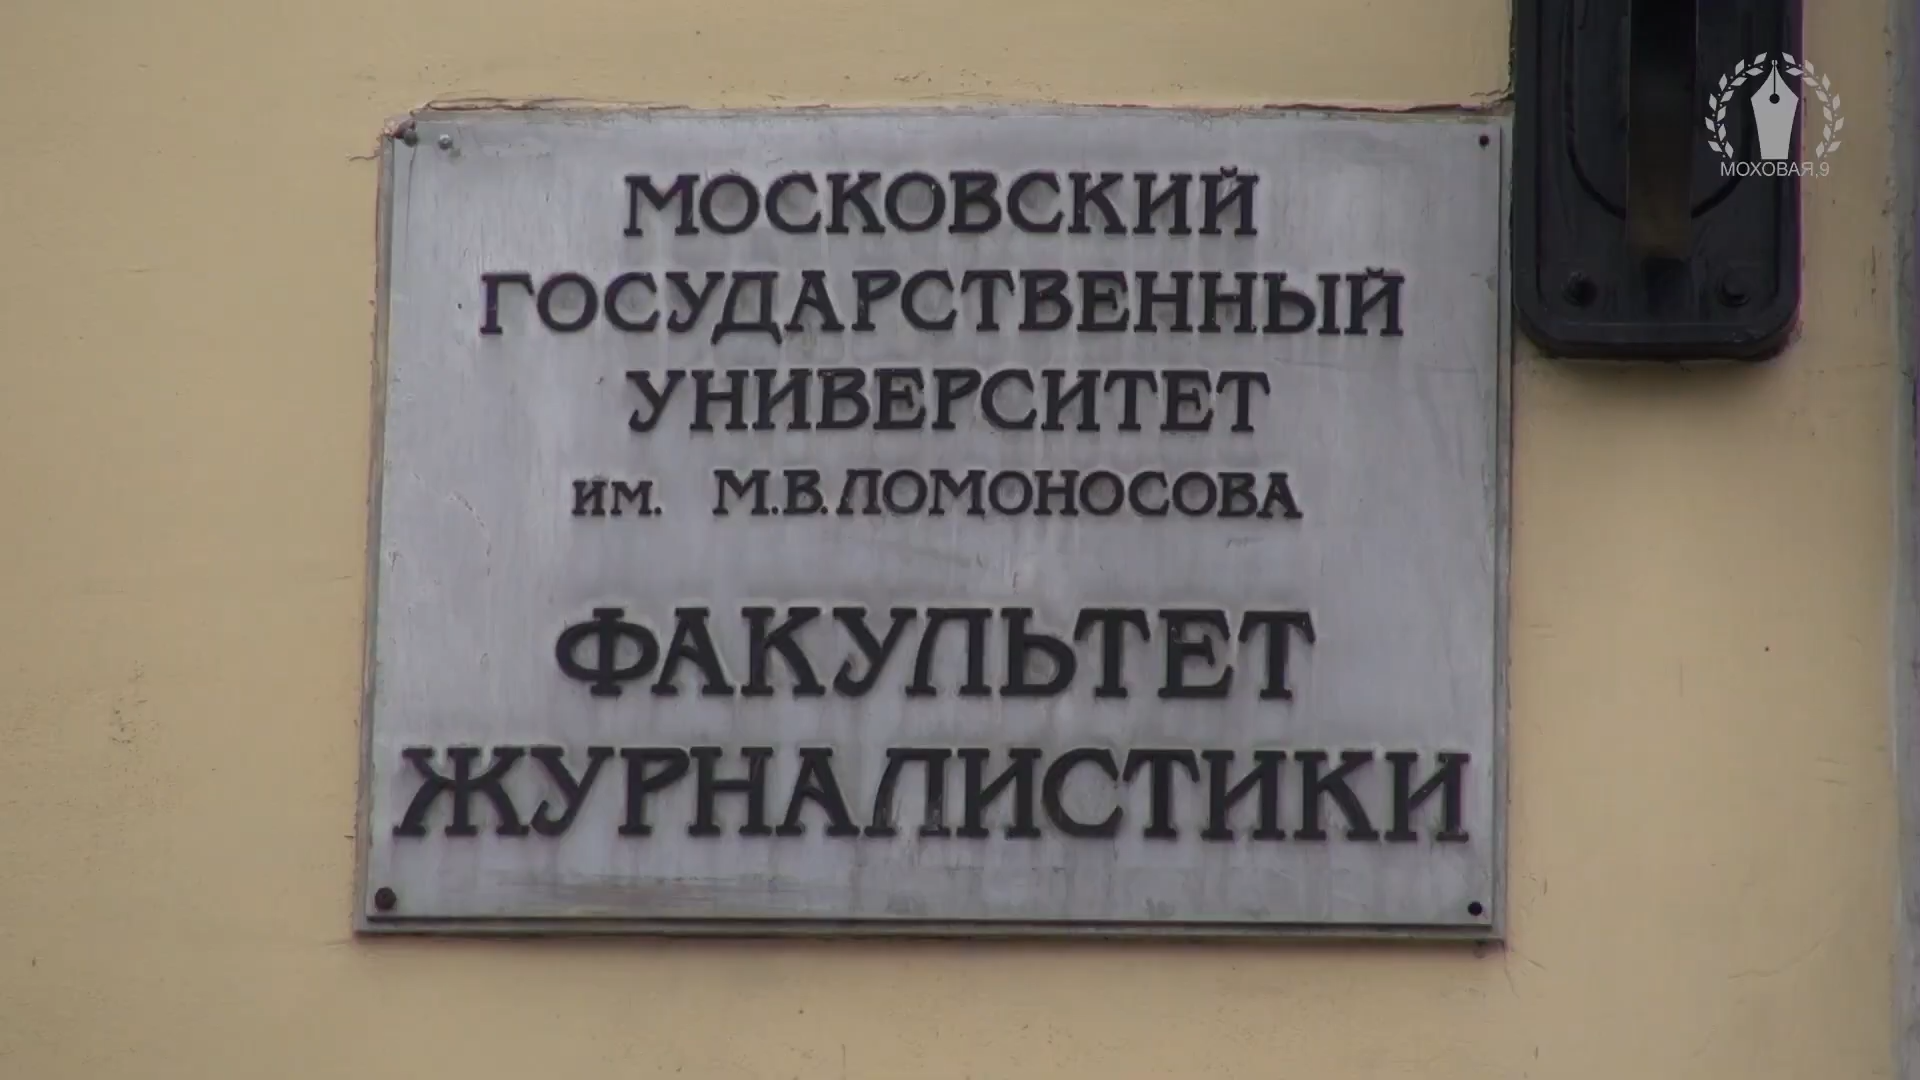 МОСКОВСКИЙ
ГОСУДАРСТВЕННЫЙ
УНИВЕРСИТЕТ
ИМ. М.В.ЛОМОНОСОВА
ФАКУЛЬТЕТ
ЖУРНАЛИСТИКИ
МОХОВАЯ,9